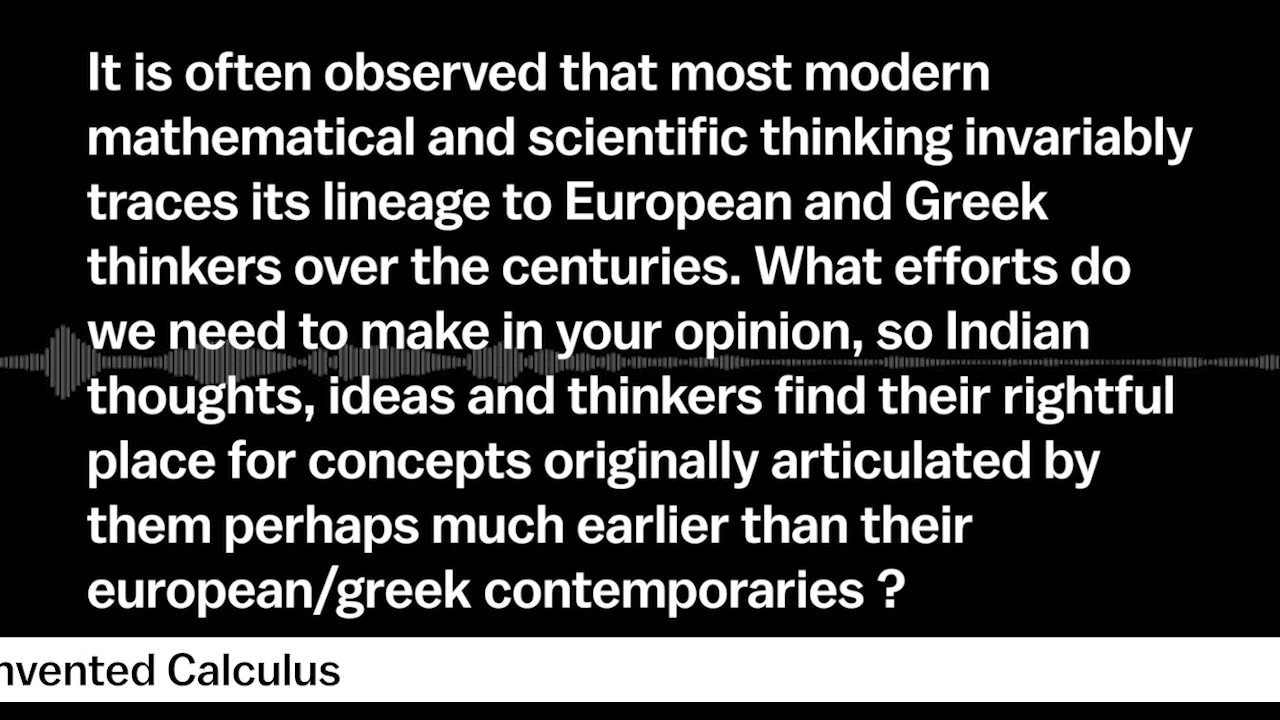 It is often observed that most modern
mathematical and scientific thinking invariably
traces its lineage to European and Greek
thinkers over the centuries. What efforts do
we need to make in your opinion, so Indian
thoughts, ideas and thinkers find their rightful
place for concepts originally articulated by
them perhaps much earlier than their
european/greek contemporaries ?
nvented Calculus